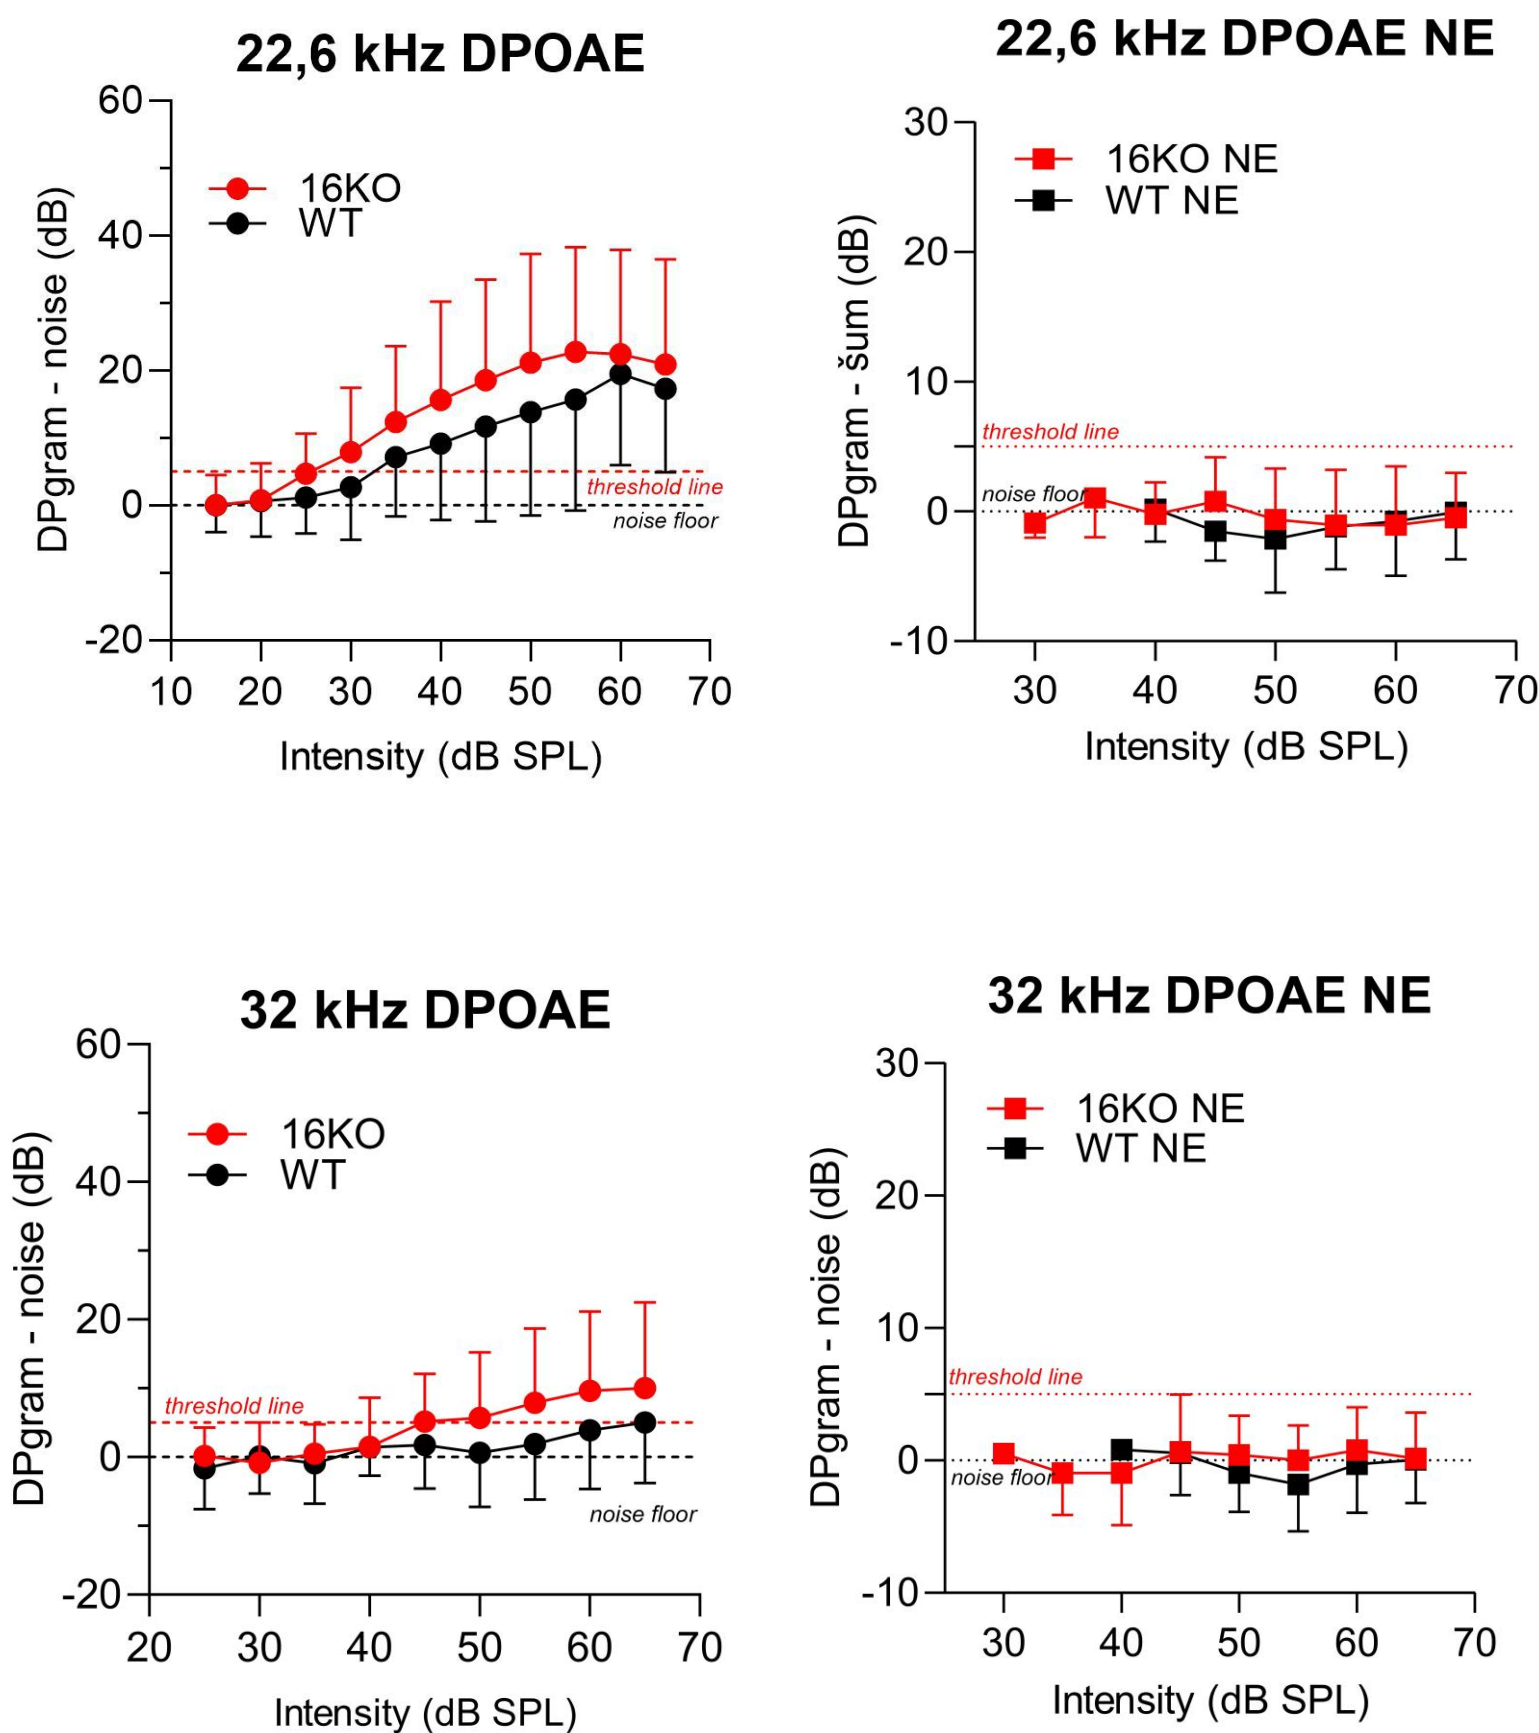 22,6 kHz DPOAE
60
40
20
0
-20
DPgram - noise (dB)
16KO
WT
threshold line
noise floor
10 20 30 40 50 60 70
Intensity (dB SPL)
22,6 kHz DPOAE NE
30
20
10
0
-10
DPgram - šum (dB)
16KO NE
WT NE
threshold line
noise floor
30 40 50 60 70
Intensity (dB SPL)
32 kHz DPOAE
60
40
20
0
-20
DPgram - noise (dB)
16KO
WT
threshold line
noise floor
20 30 40 50 60 70
Intensity (dB SPL)
32 kHz DPOAE NE
30
20
10
0
-10
DPgram - noise (dB)
16KO NE
WT NE
threshold line
noise floor
30 40 50 60 70
Intensity (dB SPL)